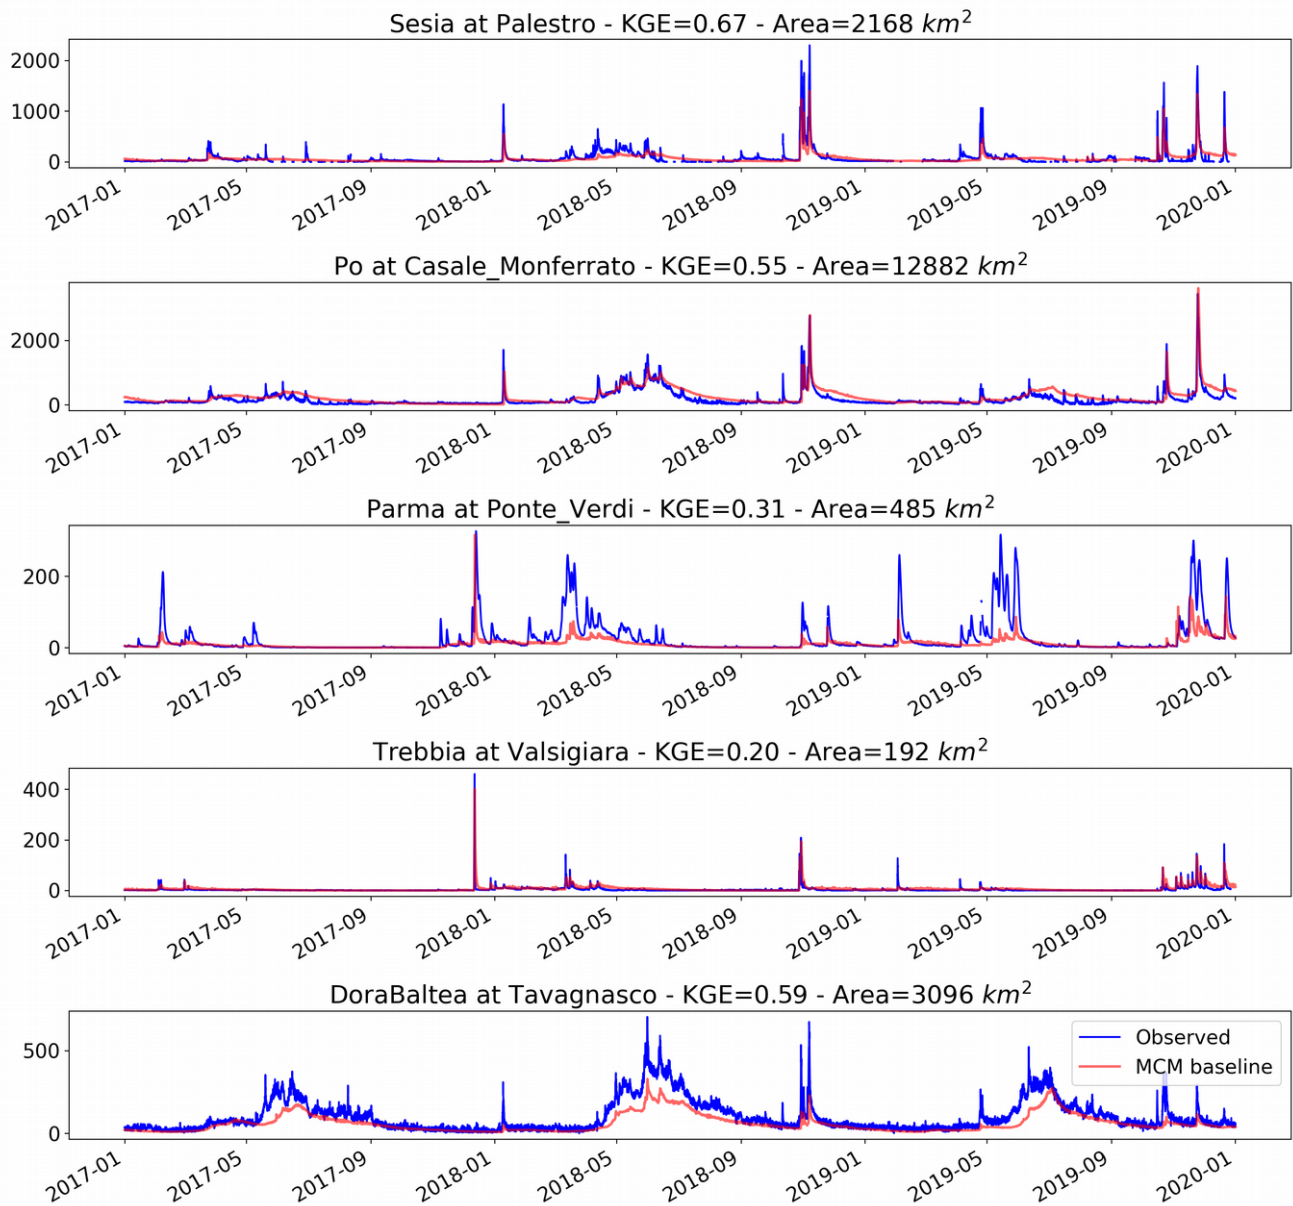 Sesia at Palestro - KGE=0.67 - Area=2168 km²
2000
1000
0
2017-01 2017-05 2017-09 2018-01 2018-05 2018-09 2019-01 2019-05 2019-09 2020-01
Po at Casale_Monferrato - KGE=0.55 - Area=12882 km²
2000
0
2017-01 2017-05 2017-09 2018-01 2018-05 2018-09 2019-01 2019-05 2019-09 2020-01
Parma at Ponte_Verdi - KGE=0.31 - Area=485 km²
200
0
2017-01 2017-05 2017-09 2018-01 2018-05 2018-09 2019-01 2019-05 2019-09 2020-01
Trebbia at Valsigiara - KGE=0.20 - Area=192 km²
400
200
0
2017-01 2017-05 2017-09 2018-01 2018-05 2018-09 2019-01 2019-05 2019-09 2020-01
DoraBaltea at Tavagnasco - KGE=0.59 - Area=3096 km²
Observed
MCM baseline
500
0
2017-01 2017-05 2017-09 2018-01 2018-05 2018-09 2019-01 2019-05 2019-09 2020-01